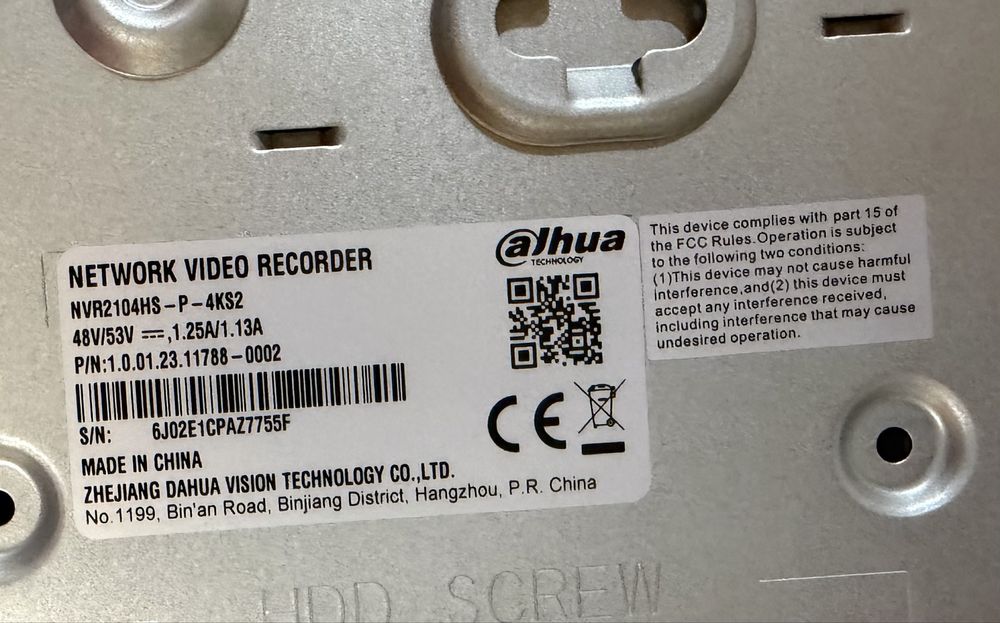 NETWORK VIDEO RECORDER
NVR2104HS-P-4KS2
48V/53V ⎓,1.25A/1.13A
P/N:1.0.01.23.11788-0002
S/N: 6J02E1CPAZ7755F
MADE IN CHINA
ZHEJIANG DAHUA VISION TECHNOLOGY CO.,LTD.
No.1199, Bin'an Road, Binjiang District, Hangzhou, P.R. China
alhua
TECHNOLOGY
CE
This device complies with part 15 of
the FCC Rules.Operation is subject
to the following two conditions:
(1)This device may not cause harmful
interference,and(2) this device must
accept any interference received,
including interference that may cause
undesired operation.
HDD SCREW